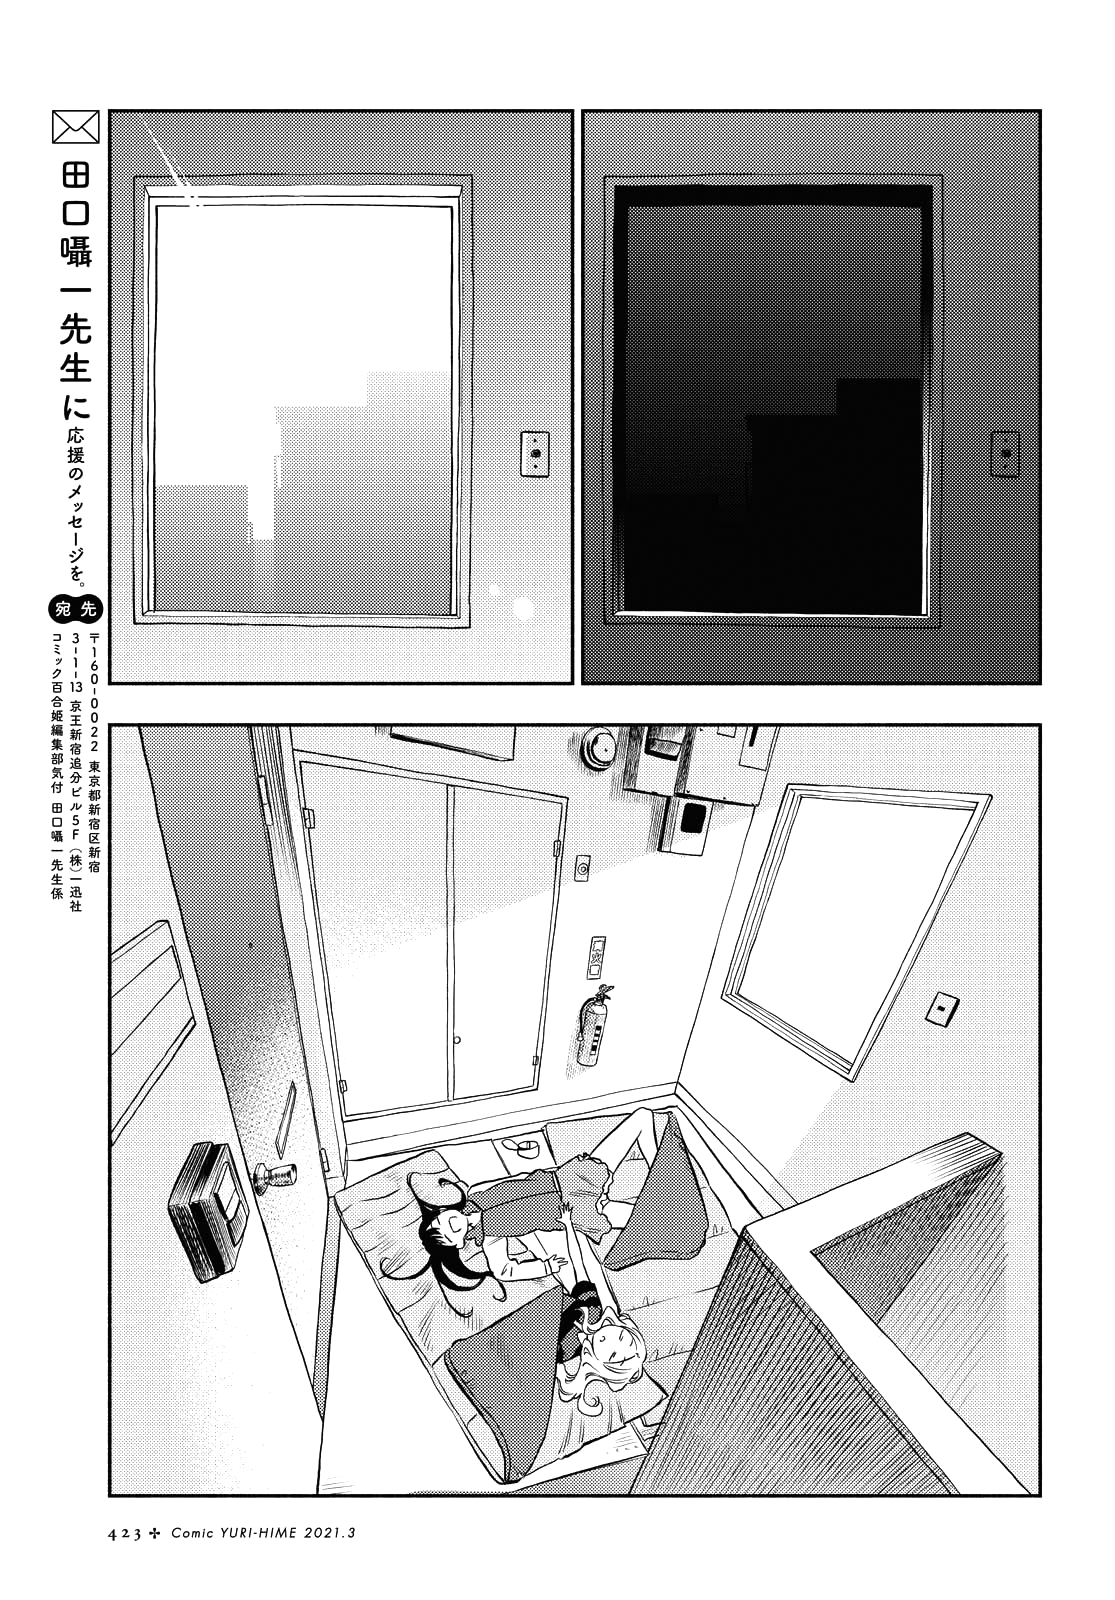 田口囁一先生に応援のメッセージを。
宛先
〒160-0022 東京都新宿区新宿
3-1-13 京王新宿追分ビル5F (株)一迅社
コミック百合姫編集部気付 田口囁一先生係
423 ✢ Comic YURI-HIME 2021.3